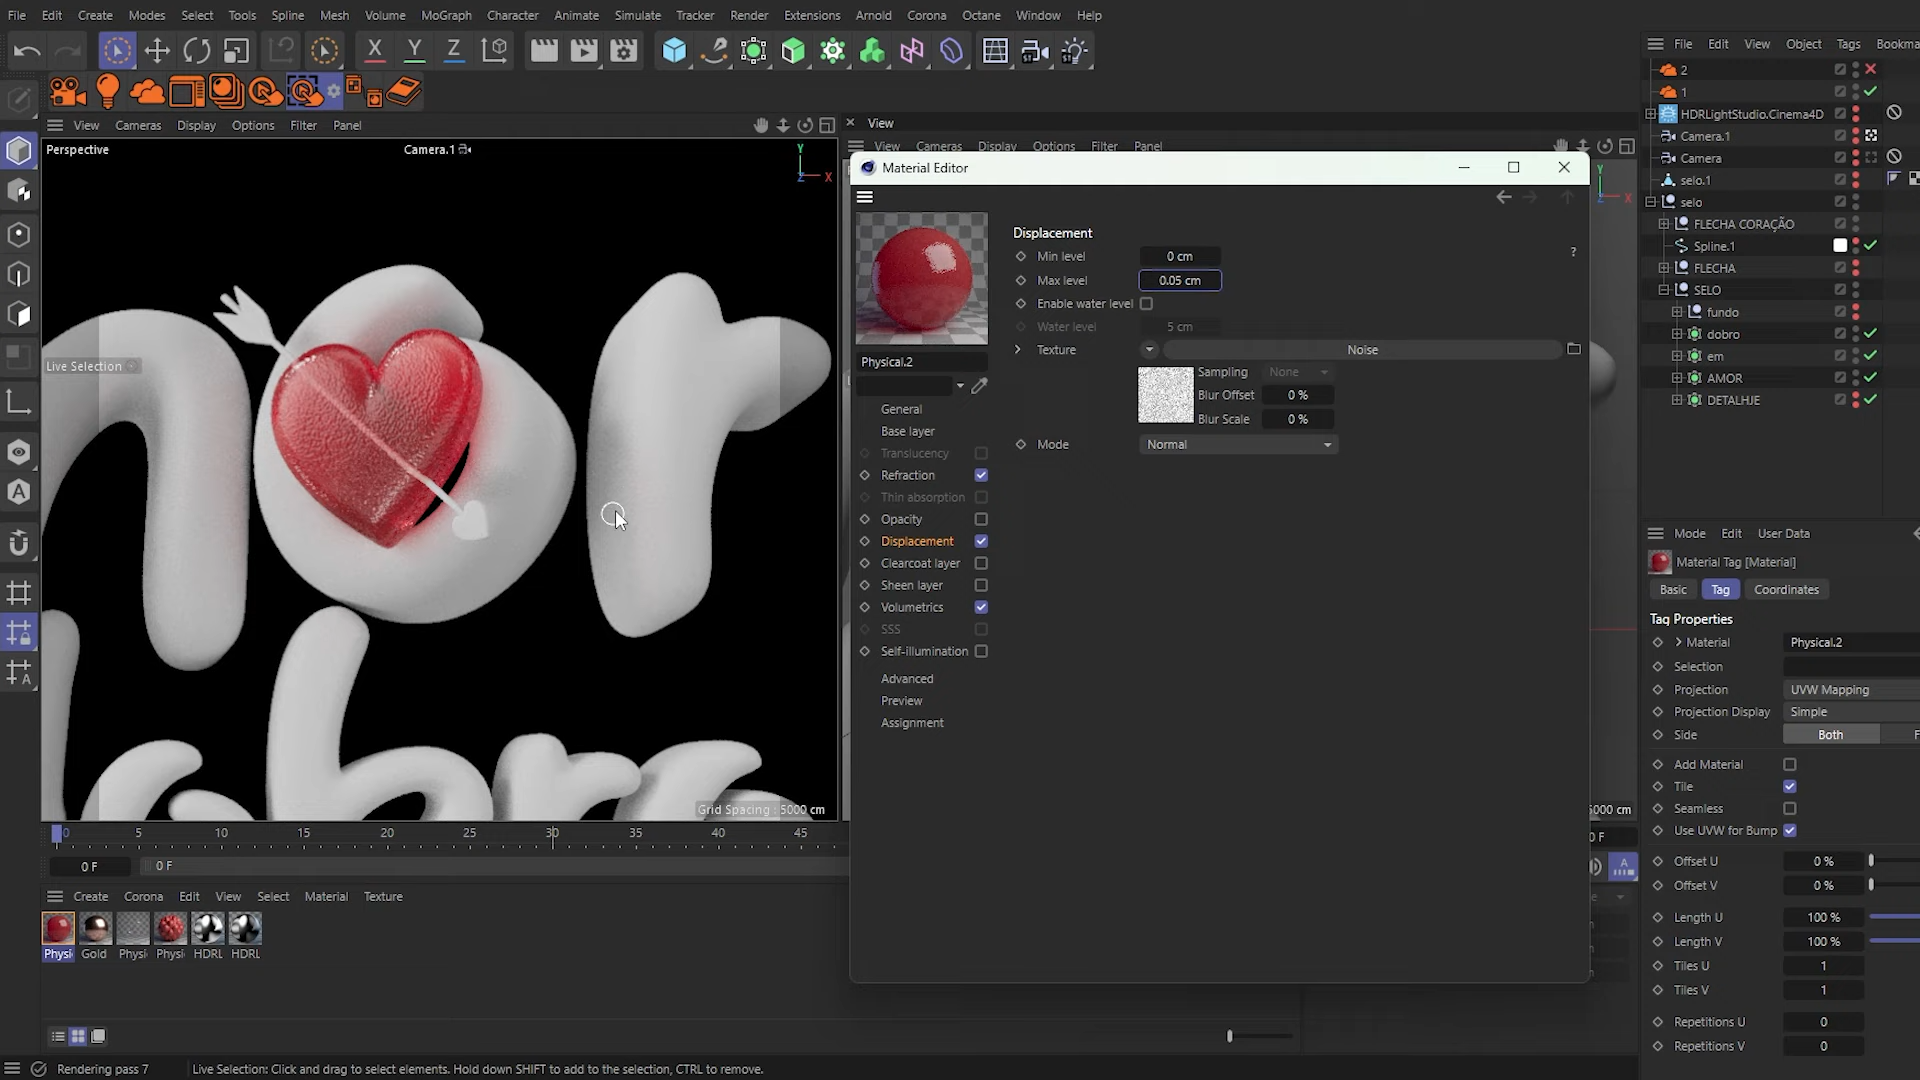 File Edit Create Modes Select Tools Spline Mesh Volume MoGraph Character Animate Simulate Tracker Render Extensions Arnold Corona Octane Window Help
X Y Z
File Edit View Object Tags Bookma
View Cameras Display Options Filter Panel
View
View Cameras Display Options Filter Panel
Perspective
Camera.1
Y
Z X
Live Selection
Grid Spacing : 5000 cm
Material Editor
Physical.2
General
Base layer
Translucency
Refraction
Thin absorption
Opacity
Displacement
Clearcoat layer
Sheen layer
Volumetrics
SSS
Self-illumination
Advanced
Preview
Assignment
Displacement
Min level 0 cm
Max level 0.05 cm
Enable water level
Water level 5 cm
Texture Noise
Sampling None
Blur Offset 0 %
Blur Scale 0 %
Mode Normal
?
Y
X
5000 cm
0 F
2
1
HDRLightStudio.Cinema4D
Camera.1
Camera
selo.1
selo
FLECHA CORAÇÃO
Spline.1
FLECHA
SELO
fundo
dobro
em
AMOR
DETALHJE
Mode Edit User Data
Material Tag [Material]
Basic Tag Coordinates
Tag Properties
Material Physical.2
Selection
Projection UVW Mapping
Projection Display Simple
Side Both F
Add Material
Tile
Seamless
Use UVW for Bump
Offset U 0 %
Offset V 0 %
Length U 100 %
Length V 100 %
Tiles U 1
Tiles V 1
Repetitions U 0
Repetitions V 0
0 5 10 15 20 25 30 35 40 45
0 F 0 F
Create Corona Edit View Select Material Texture
Physi Gold Physi Physi HDRL HDRL
Rendering pass 7 Live Selection: Click and drag to select elements. Hold down SHIFT to add to the selection, CTRL to remove.